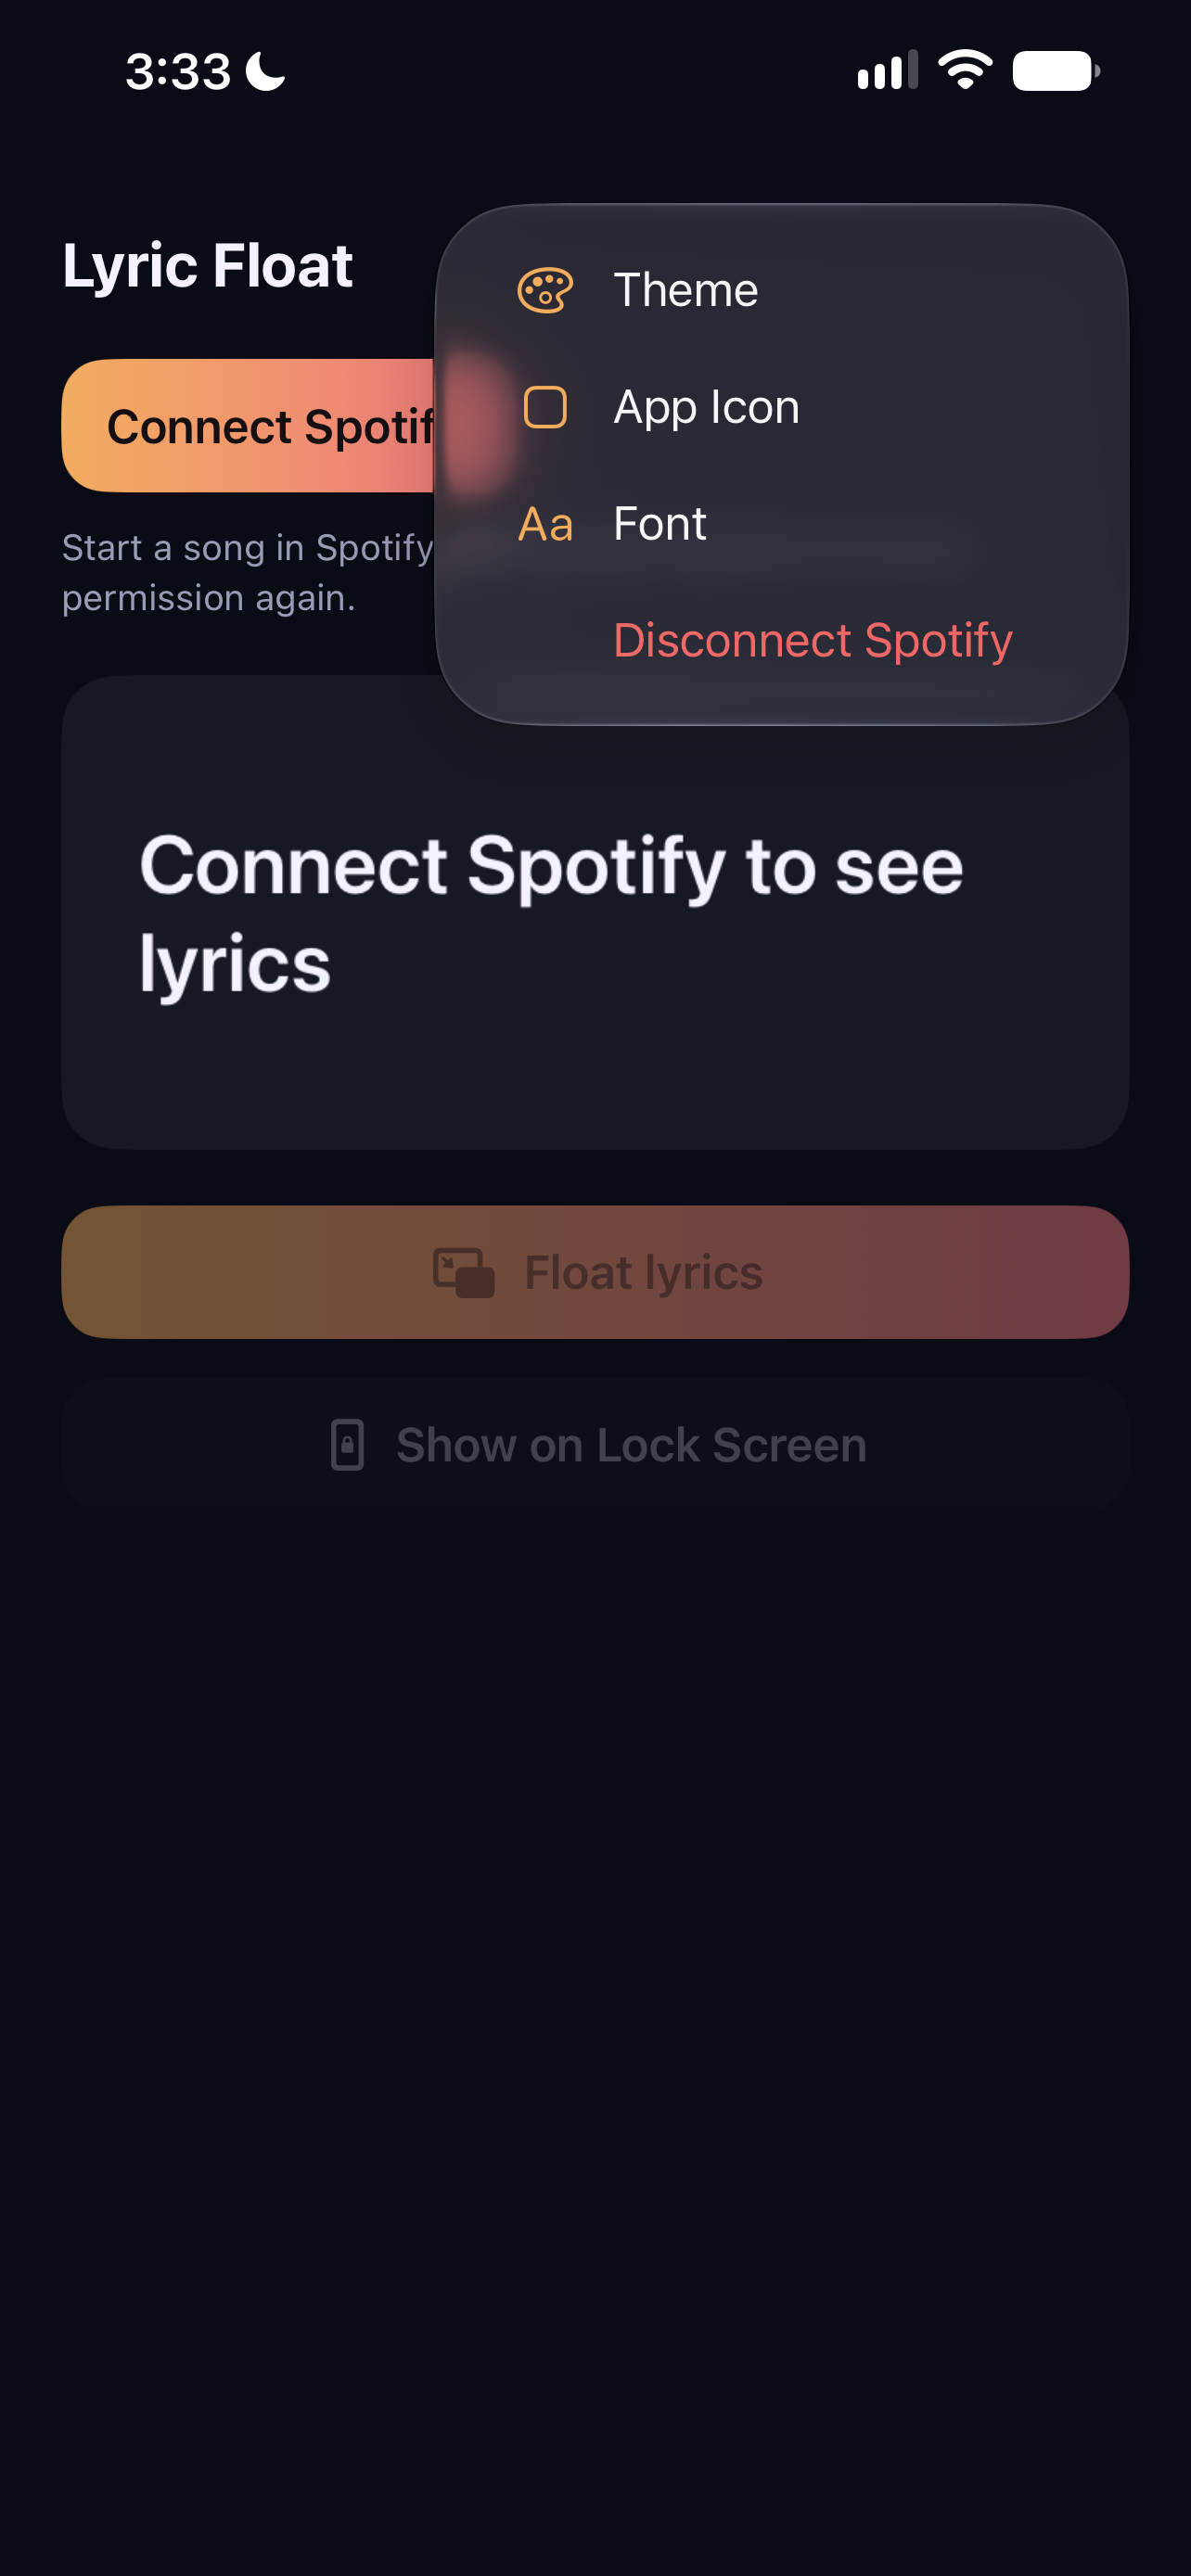 3:33
Lyric Float
Theme
App Icon
Connect Spotif
Aa Font
Start a song in Spotify
permission again.
Disconnect Spotify
Connect Spotify to see
lyrics
Float lyrics
Show on Lock Screen